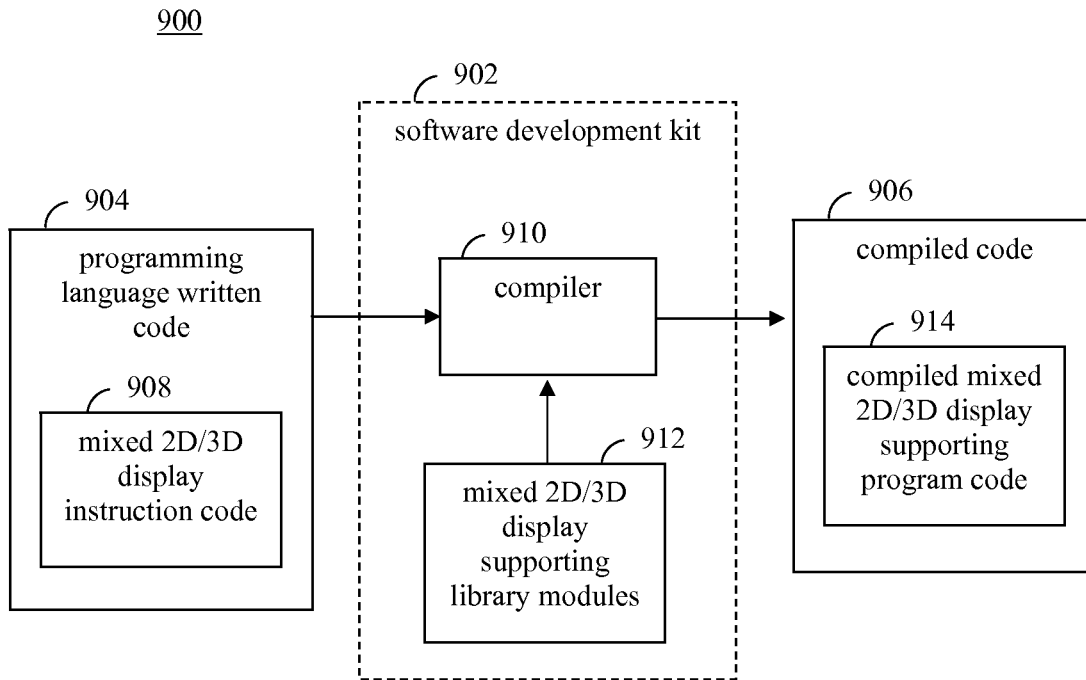 900
902
software development kit
904
programming
language written
code
908
mixed 2D/3D
display
instruction code
910
compiler
912
mixed 2D/3D
display
supporting
library modules
906
compiled code
914
compiled mixed
2D/3D display
supporting
program code